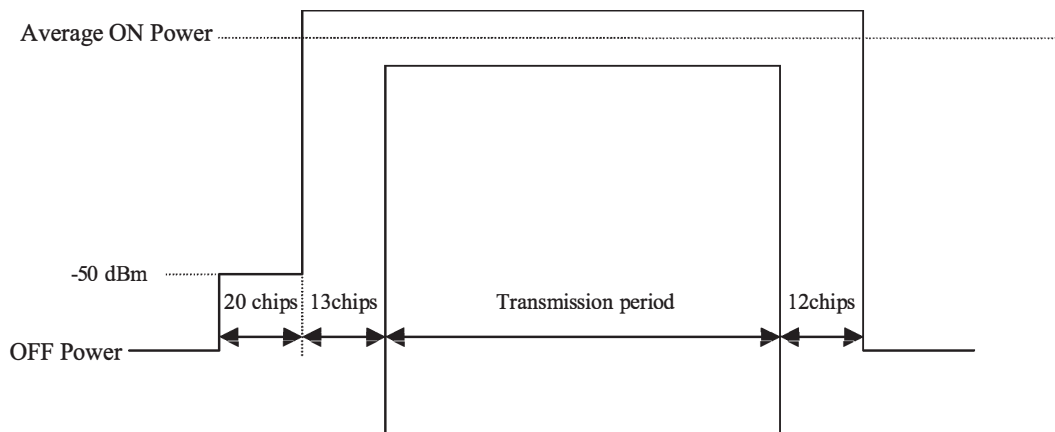 Average ON Power
-50 dBm
20 chips
13chips
Transmission period
12chips
OFF Power